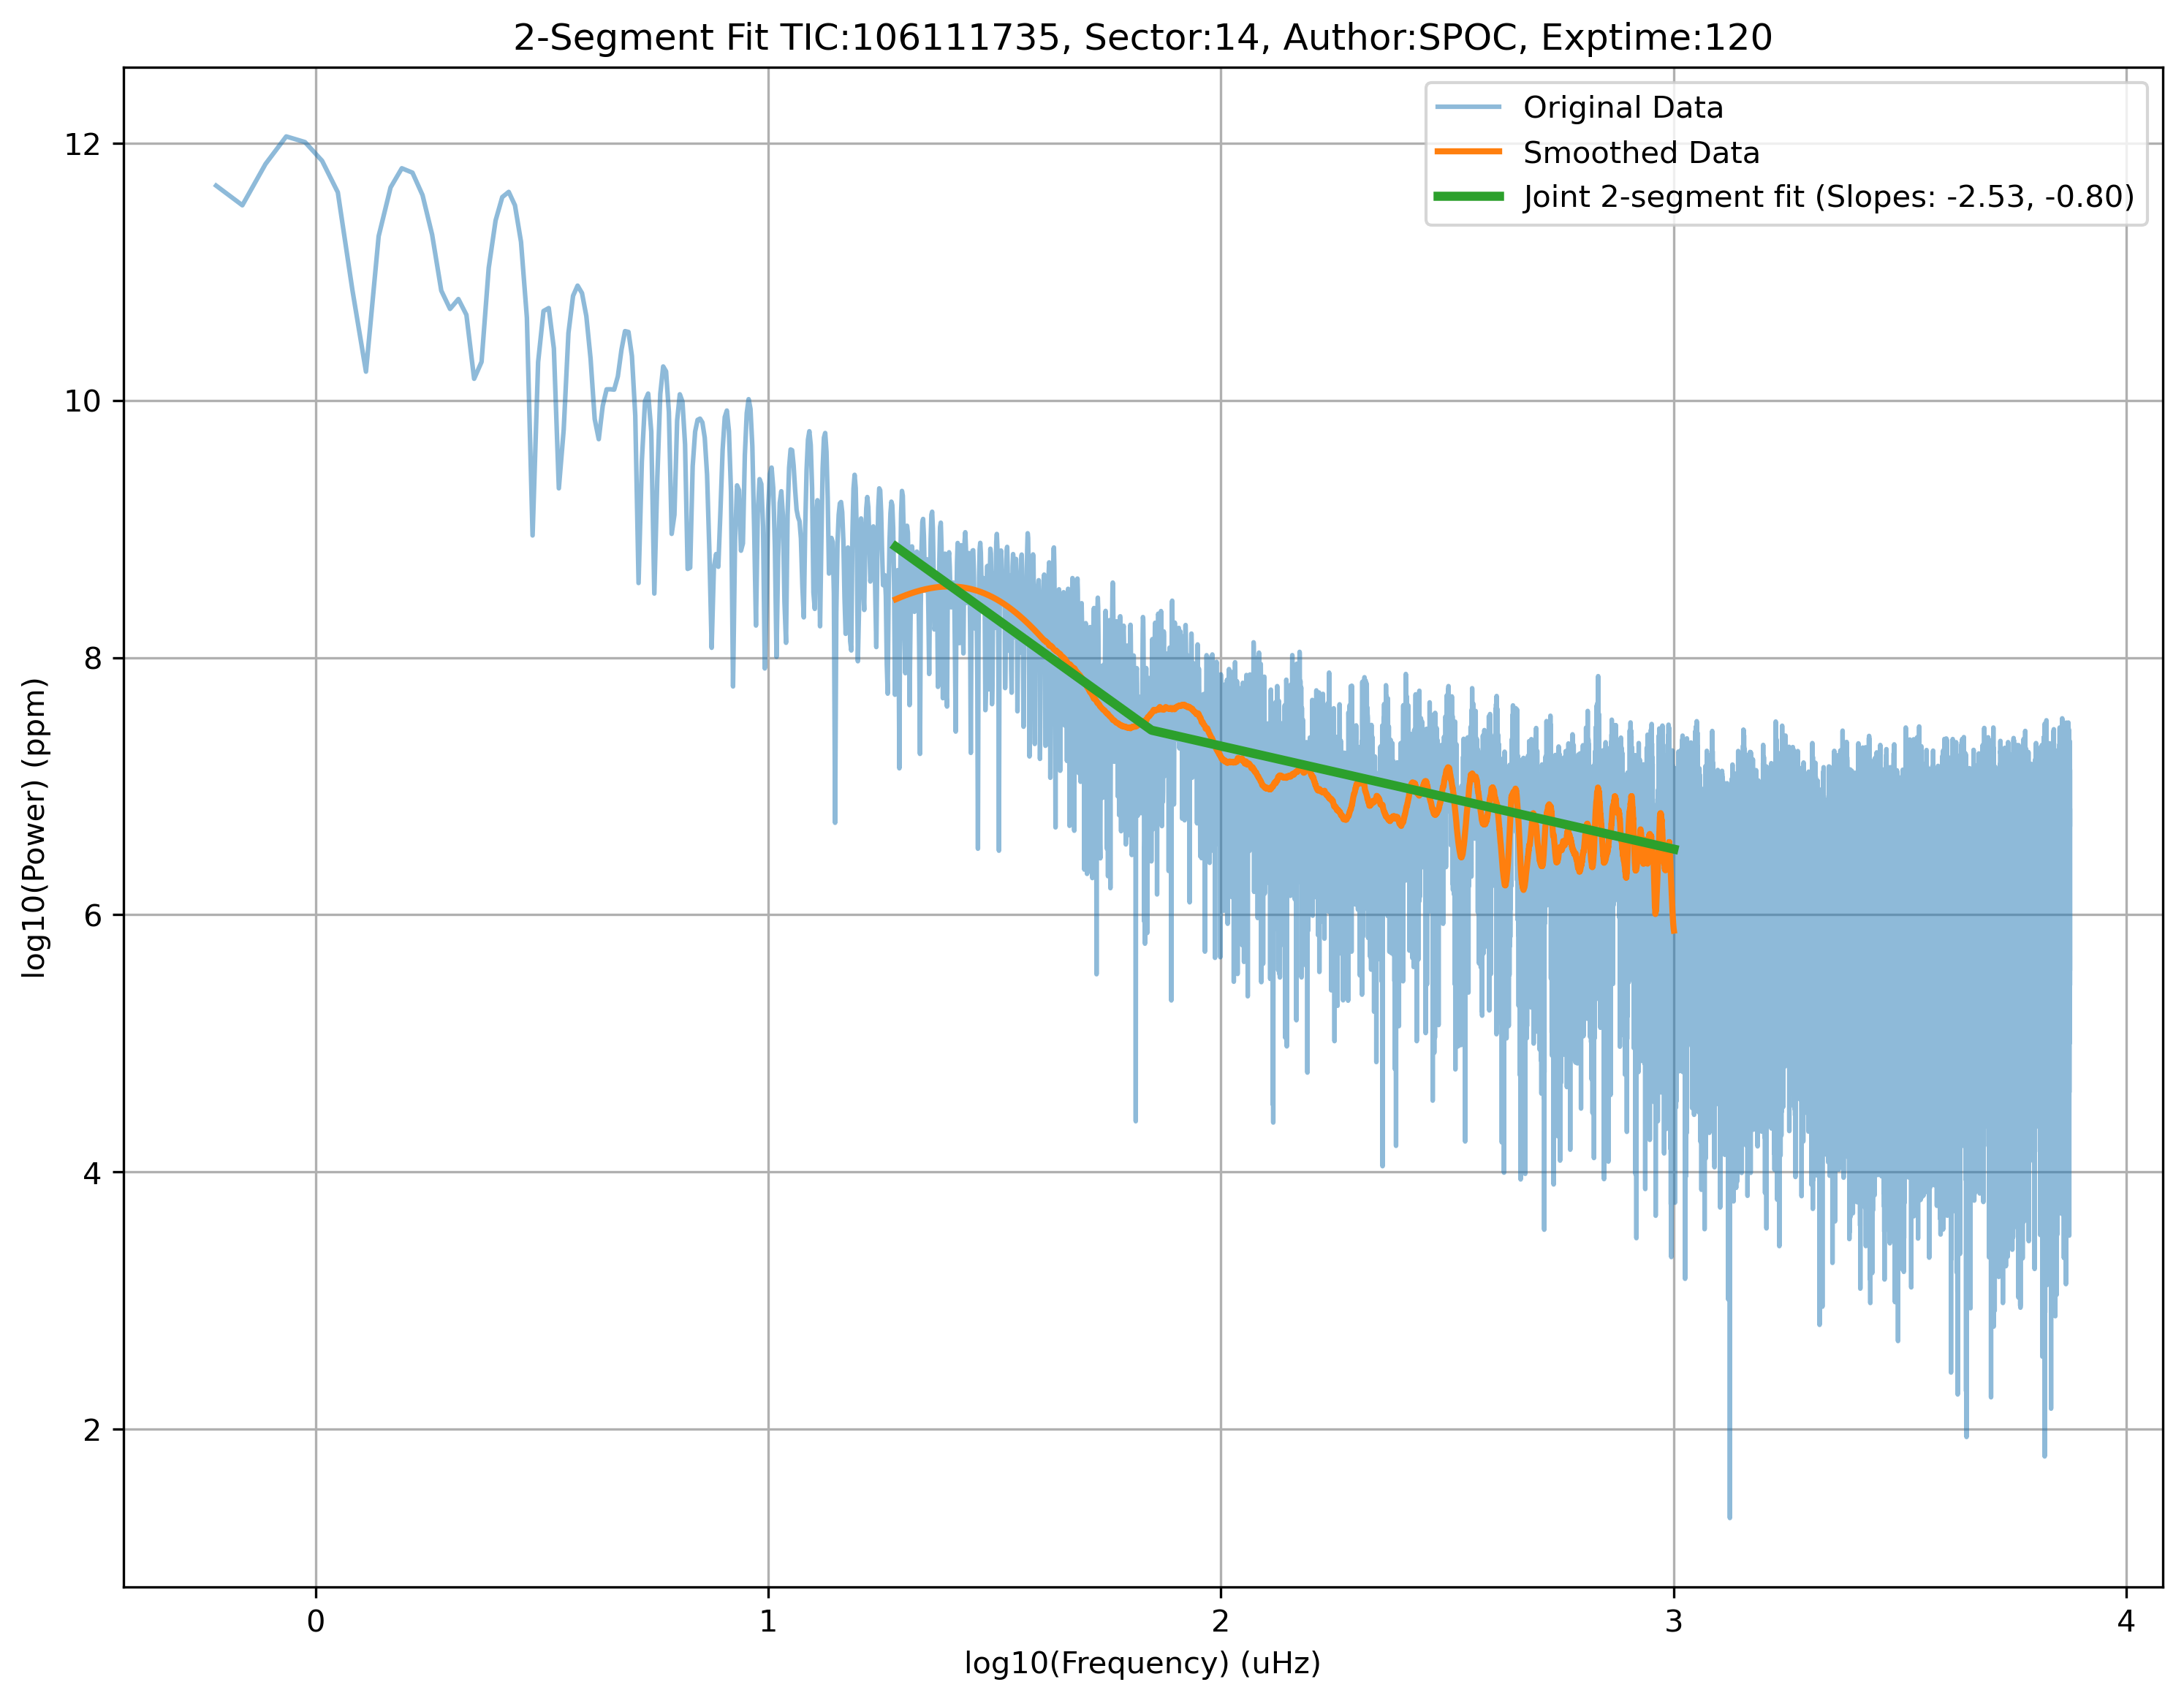 2-Segment Fit TIC:106111735, Sector:14, Author:SPOC, Exptime:120
Original Data
Smoothed Data
Joint 2-segment fit (Slopes: -2.53, -0.80)
log10(Power) (ppm)
12
10
8
6
4
2
0 1 2 3 4
log10(Frequency) (uHz)